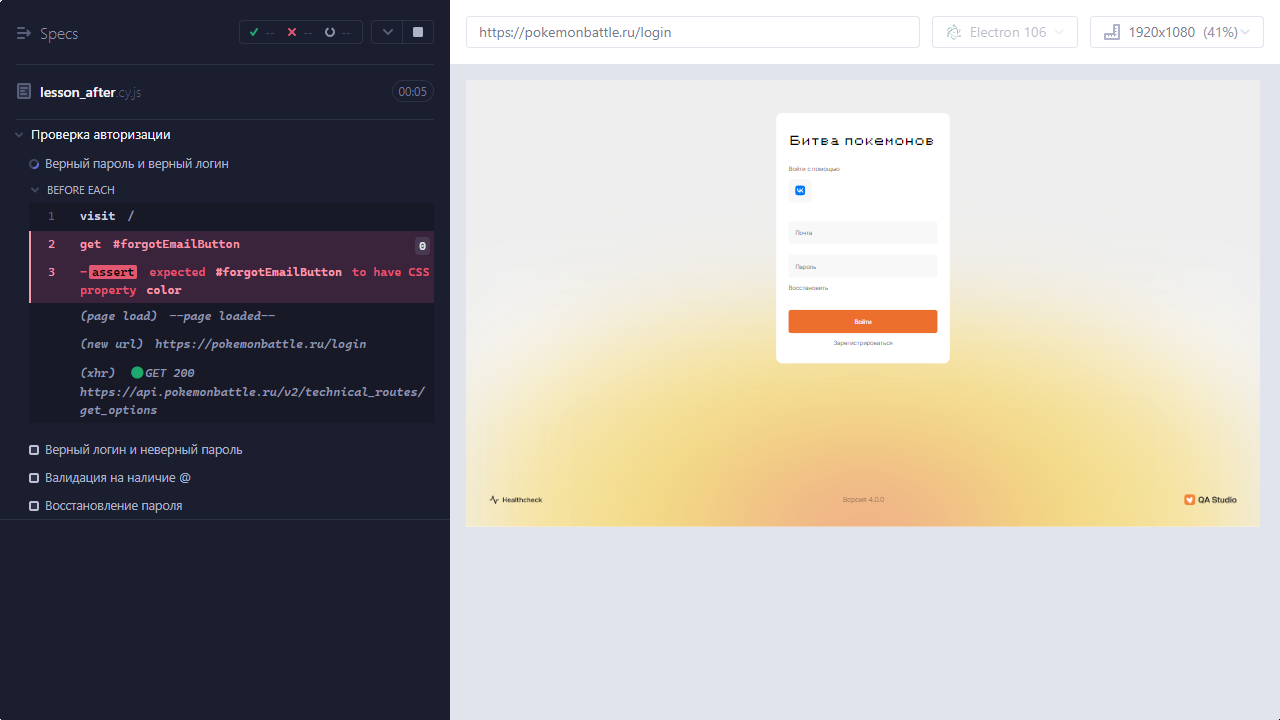 Specs
-- -- --
lesson_after.cy.js 00:05
Проверка авторизации
Верный пароль и верный логин
BEFORE EACH
1 visit /
2 get #forgotEmailButton 0
3 -assert expected #forgotEmailButton to have CSS
property color
(page load) --page loaded--
(new url) https://pokemonbattle.ru/login
(xhr) GET 200
https://api.pokemonbattle.ru/v2/technical_routes/
get_options
Верный логин и неверный пароль
Валидация на наличие @
Восстановление пароля
https://pokemonbattle.ru/login
Electron 106
1920x1080 (41%)
Битва покемонов
Войти с помощью
Почта
Пароль
Восстановить
Войти
Зарегистрироваться
Healthcheck
Версия 4.0.0
QA Studio